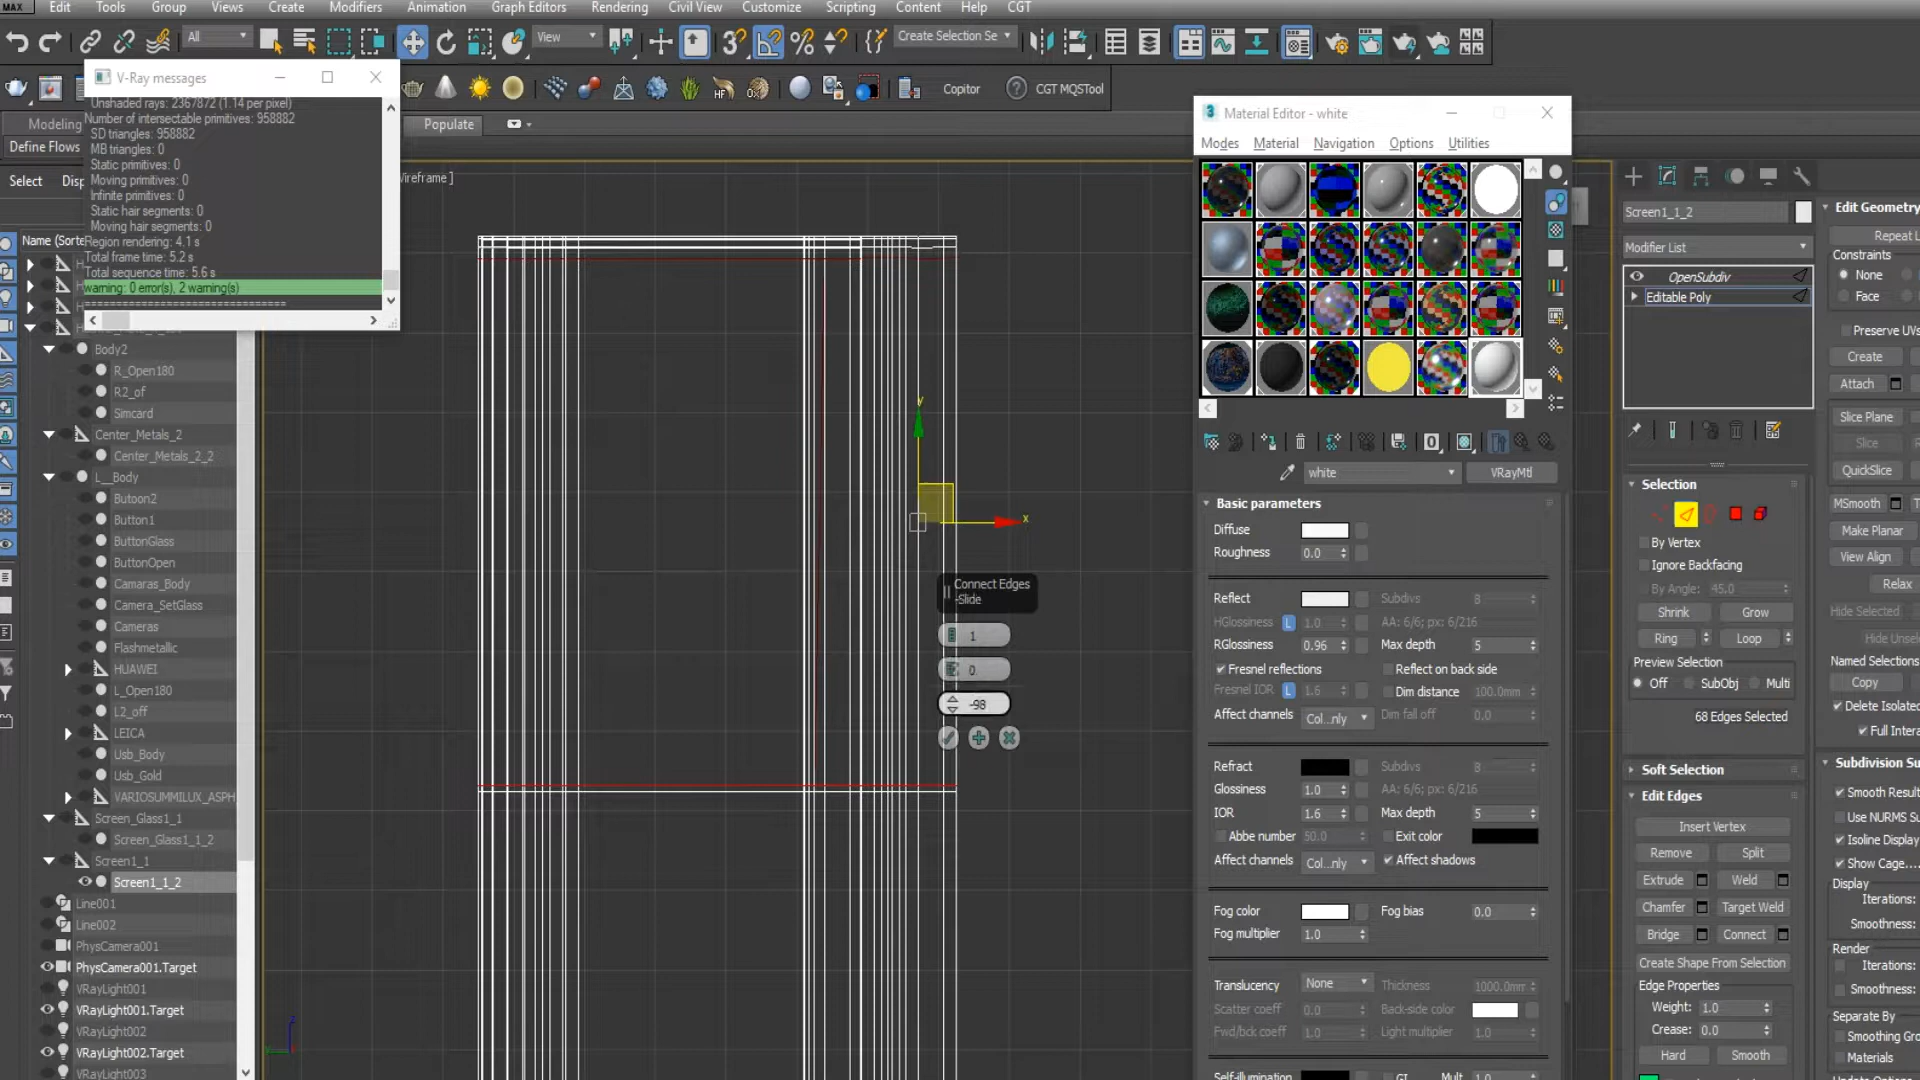 MAX Edit Tools Group Views Create Modifiers Animation Graph Editors Rendering Civil View Customize Scripting Content Help CGT
All
View
Create Selection Se
Copitor
CGT MQSTool
V-Ray messages
Unshaded rays: 2367872 (1.14 per pixel)
Number of intersectable primitives: 958882
SD triangles: 958882
MB triangles: 0
Static primitives: 0
Moving primitives: 0
Infinite primitives: 0
Static hair segments: 0
Moving hair segments: 0
Region rendering: 4.1 s
Total frame time: 5.2 s
Total sequence time: 5.6 s
warning: 0 error(s), 2 warning(s)
==============================
Modeling
Populate
Define Flows
Select Disp
Wireframe ]
Name (Sorte
Body2
R_Open180
R2_of
Simcard
Center_Metals_2
Center_Metals_2_2
L__Body
Butoon2
Button1
ButtonGlass
ButtonOpen
Camaras_Body
Camera_SetGlass
Cameras
Flashmetallic
HUAWEI
L_Open180
L2_off
LEICA
Usb_Body
Usb_Gold
VARIOSUMMILUX_ASPH
Screen_Glass1_1
Screen_Glass1_1_2
Screen1_1
Screen1_1_2
Line001
Line002
PhysCamera001
PhysCamera001.Target
VRayLight001
VRayLight001.Target
VRayLight002
VRayLight002.Target
VRayLight003
y
x
z
Connect Edges
-Slide
1
0
-98
3 Material Editor - white
Modes Material Navigation Options Utilities
white
VRayMtl
Basic parameters
Diffuse
Roughness 0.0
Reflect Subdivs 8
HGlossiness L 1.0 AA: 6/6; px: 6/216
RGlossiness 0.96 Max depth 5
Fresnel reflections Reflect on back side
Fresnel IOR L 1.6 Dim distance 100.0mm
Affect channels Col...nly Dim fall off 0.0
Refract Subdivs 8
Glossiness 1.0 AA: 6/6; px: 6/216
IOR 1.6 Max depth 5
Abbe number 50.0 Exit color
Affect channels Col...nly Affect shadows
Fog color Fog bias 0.0
Fog multiplier 1.0
Translucency None Thickness 1000.0mm
Scatter coeff 0.0 Back-side color
Fwd/bck coeff 1.0 Light multiplier 1.0
Self-illumination GI Mult 1.0
Screen1_1_2
Modifier List
OpenSubdiv
Editable Poly
Selection
By Vertex
Ignore Backfacing
By Angle: 45.0
Shrink Grow
Ring Loop
Preview Selection
Off SubObj Multi
68 Edges Selected
Soft Selection
Edit Edges
Insert Vertex
Remove Split
Extrude Weld
Chamfer Target Weld
Bridge Connect
Create Shape From Selection
Edge Properties
Weight: 1.0
Crease: 0.0
Hard Smooth
Edit Geometry
Repeat L
Constraints
None
Face
Preserve UVs
Create
Attach
Slice Plane
Slice
QuickSlice
MSmooth
Make Planar
View Align
Relax
Hide Selected
Hide Unsel
Named Selections
Copy
Delete Isolated
Full Intera
Subdivision Su
Smooth Result
Use NURMS Su
Isoline Display
Show Cage....
Display
Iterations:
Smoothness:
Render
Iterations:
Smoothness:
Separate By
Smoothing Gro
Materials